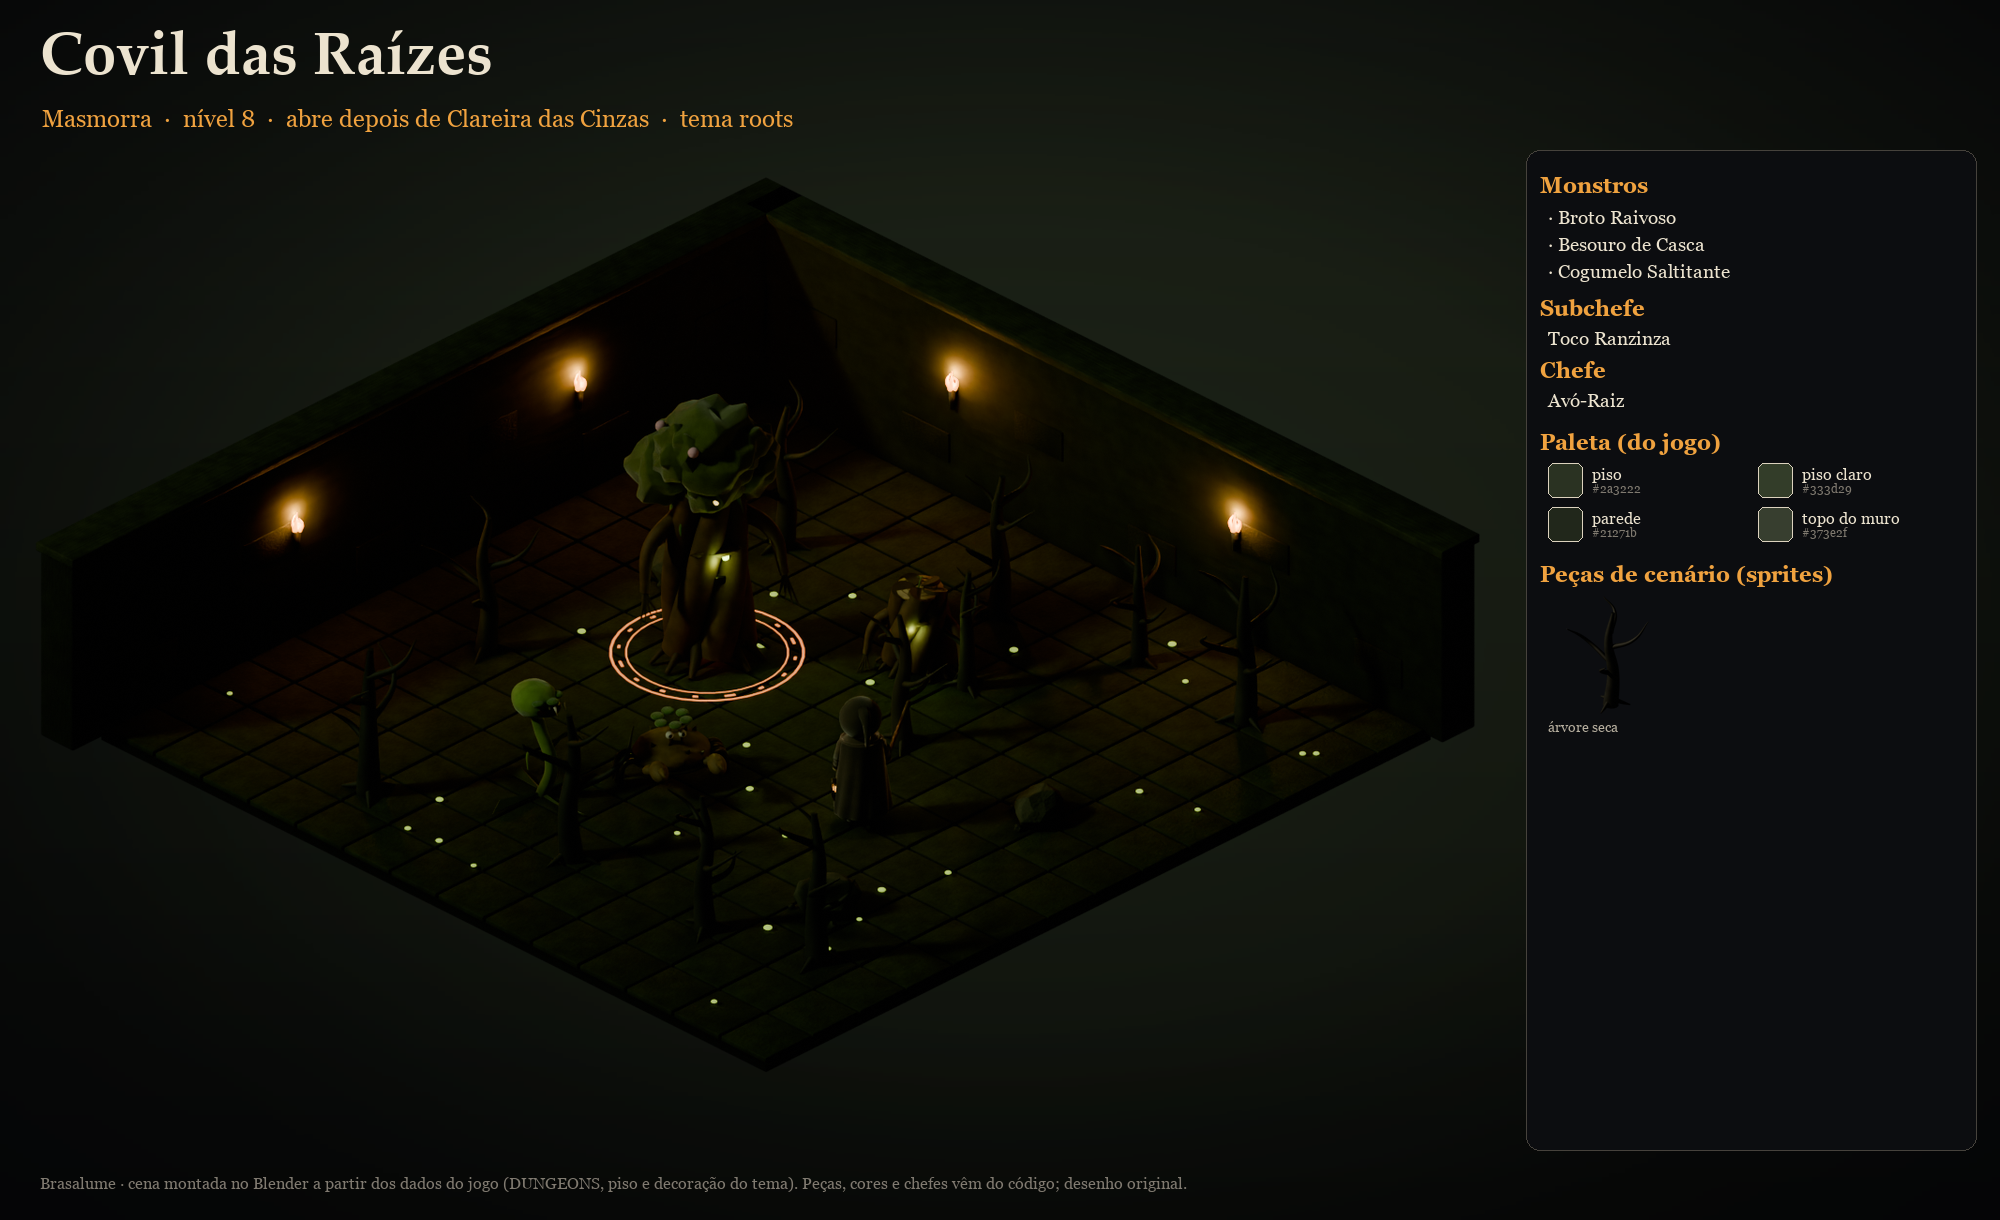 Covil das Raízes
Masmorra · nível 8 · abre depois de Clareira das Cinzas · tema roots
Monstros
· Broto Raivoso
· Besouro de Casca
· Cogumelo Saltitante
Subchefe
Toco Ranzinza
Chefe
Avó-Raiz
Paleta (do jogo)
piso
#2a3222
piso claro
#333d29
parede
#21271b
topo do muro
#373e2f
Peças de cenário (sprites)
árvore seca
Brasalume · cena montada no Blender a partir dos dados do jogo (DUNGEONS, piso e decoração do tema). Peças, cores e chefes vêm do código; desenho original.